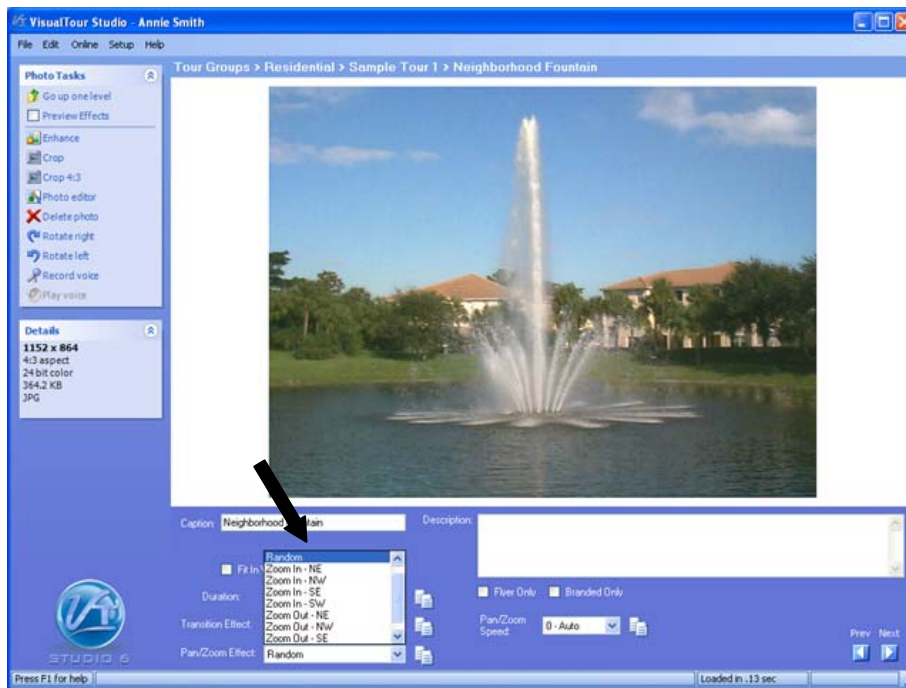 VisualTour Studio - Annie Smith
File Edit Online Setup Help
Photo Tasks
Go up one level
Preview Effects
Enhance
Crop
Crop 4:3
Photo editor
Delete photo
Rotate right
Rotate left
Record voice
Play voice
Details
1152 x 864
4:3 aspect
24 bit color
364.2 KB
JPG
STUDIO 6
Tour Groups > Residential > Sample Tour 1 > Neighborhood Fountain
Caption: Neighborhood ntain
Description:
Fit In
Random
Zoom In - NE
Zoom In - NW
Zoom In - SE
Zoom In - SW
Zoom Out - NE
Zoom Out - NW
Zoom Out - SE
Duration:
Transition Effect:
Pan/Zoom Effect: Random
Flyer Only Branded Only
Pan/Zoom Speed: 0 - Auto
Prev Next
Press F1 for help
Loaded in .13 sec